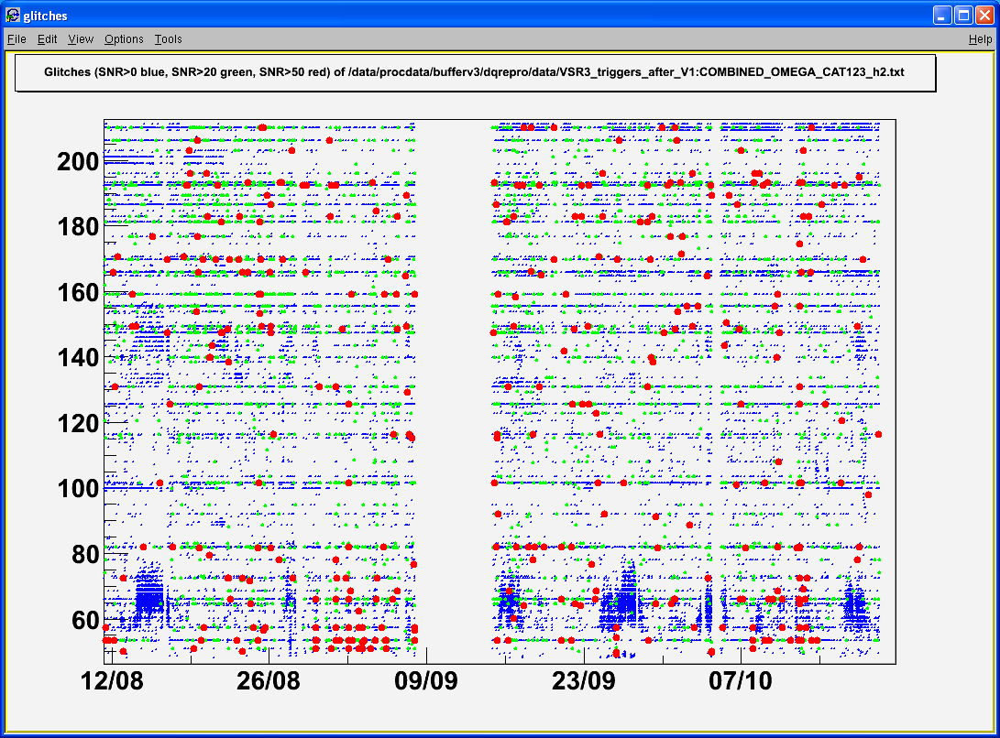 glitches
File Edit View Options Tools Help
Glitches (SNR>0 blue, SNR>20 green, SNR>50 red) of /data/procdata/bufferv3/dqrepro/data/VSR3_triggers_after_V1:COMBINED_OMEGA_CAT123_h2.txt
200
180
160
140
120
100
80
60
12/08 26/08 09/09 23/09 07/10